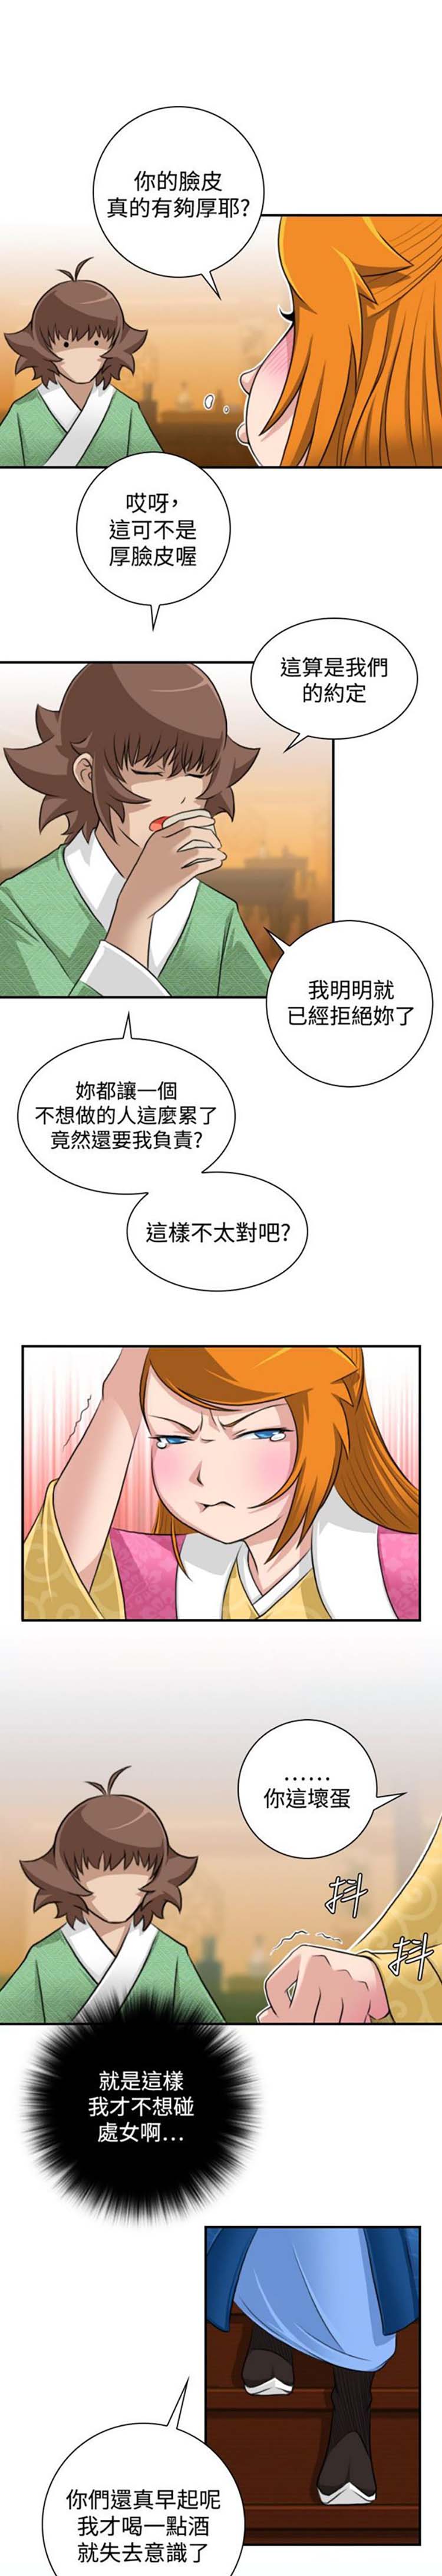 你的臉皮
真的有夠厚耶?
哎呀,
這可不是
厚臉皮喔
這算是我們
的約定
我明明就
已經拒絕妳了
妳都讓一個
不想做的人這麼累了
竟然還要我負責?
這樣不太對吧?
……
你這壞蛋
抖
抖
就是這樣
我才不想碰
處女啊...
你們還真早起呢
我才喝一點酒
就失去意識了